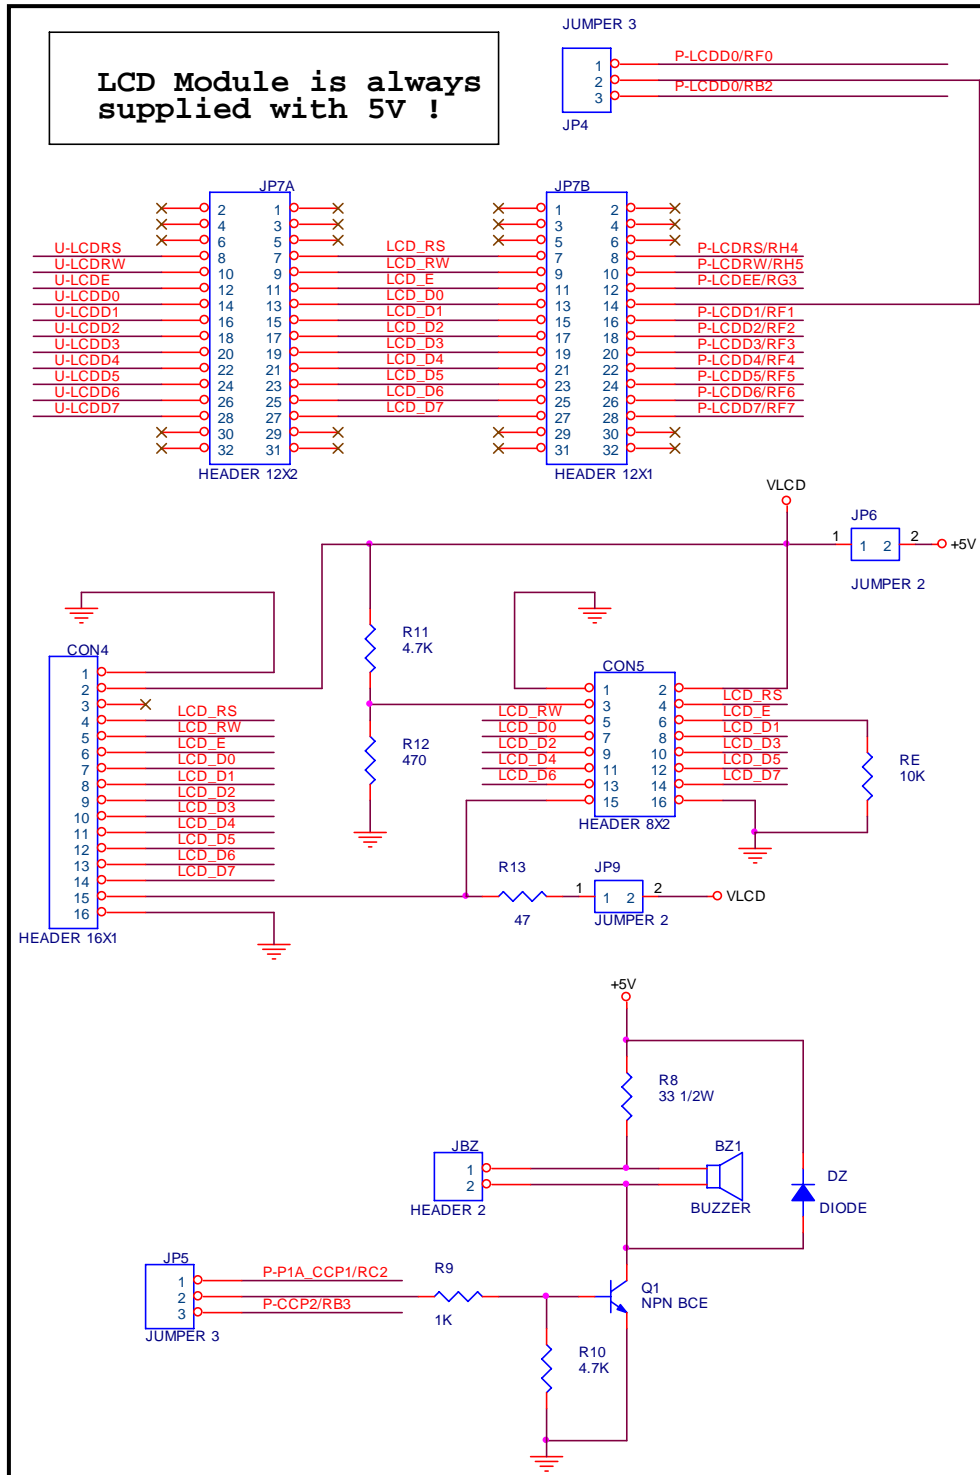 JUMPER 3
LCD Module is always
supplied with 5V !
1 P-LCDD0/RF0
2
3 P-LCDD0/RB2
JP4
JP7A JP7B
2 1 1 2
4 3 3 4
6 5 5 6
U-LCDRS 8 7 LCD_RS 7 8 P-LCDRS/RH4
U-LCDRW 10 9 LCD_RW 9 10 P-LCDRW/RH5
U-LCDE 12 11 LCD_E 11 12 P-LCDEE/RG3
U-LCDD0 14 13 LCD_D0 13 14
U-LCDD1 16 15 LCD_D1 15 16 P-LCDD1/RF1
U-LCDD2 18 17 LCD_D2 17 18 P-LCDD2/RF2
U-LCDD3 20 19 LCD_D3 19 20 P-LCDD3/RF3
U-LCDD4 22 21 LCD_D4 21 22 P-LCDD4/RF4
U-LCDD5 24 23 LCD_D5 23 24 P-LCDD5/RF5
U-LCDD6 26 25 LCD_D6 25 26 P-LCDD6/RF6
U-LCDD7 28 27 LCD_D7 27 28 P-LCDD7/RF7
30 29 29 30
32 31 31 32
HEADER 12X2 HEADER 12X1
VLCD
JP6
1 1 2 2 +5V
JUMPER 2
R11
4.7K
CON4
1
2
3
4 LCD_RS
5 LCD_RW
6 LCD_E
7 LCD_D0
8 LCD_D1
9 LCD_D2
10 LCD_D3
11 LCD_D4
12 LCD_D5
13 LCD_D6
14 LCD_D7
15
16
HEADER 16X1
R12
470
CON5
1 2
3 4 LCD_RS
LCD_RW 5 6 LCD_E
LCD_D0 7 8 LCD_D1
LCD_D2 9 10 LCD_D3
LCD_D4 11 12 LCD_D5
LCD_D6 13 14 LCD_D7
15 16
HEADER 8X2
RE
10K
R13
47
JP9
1 1 2 2 VLCD
JUMPER 2
+5V
R8
33 1/2W
JBZ
1
2
HEADER 2
BZ1
BUZZER
DZ
DIODE
JP5
1 P-P1A_CCP1/RC2
2
3 P-CCP2/RB3
JUMPER 3
R9
1K
Q1
NPN BCE
R10
4.7K